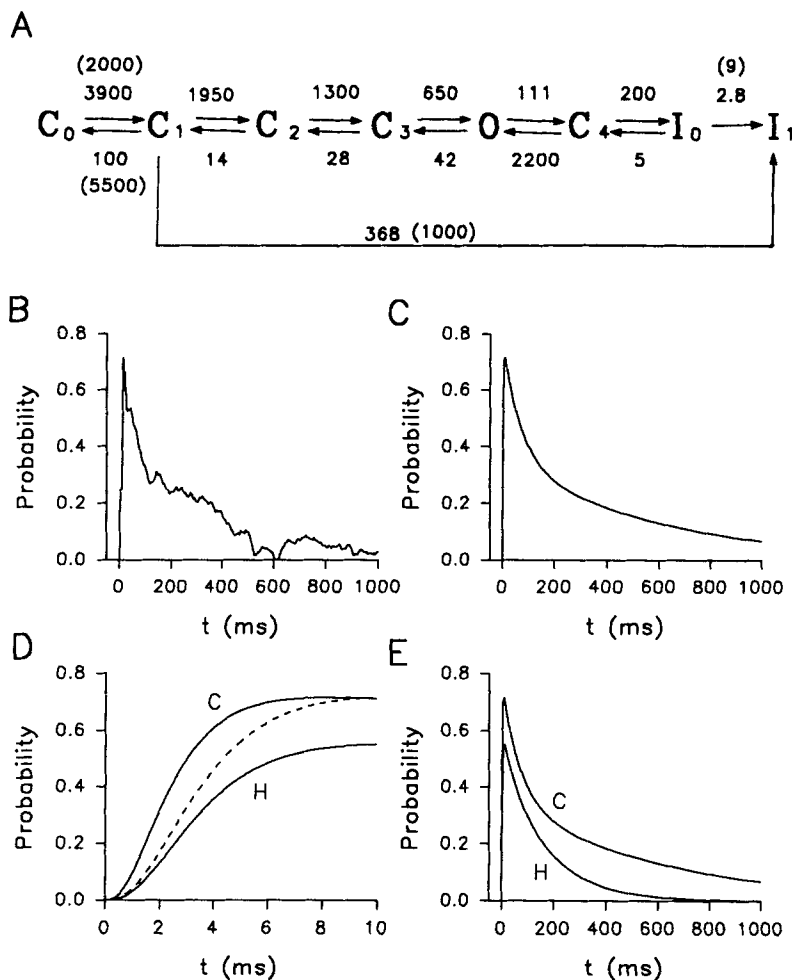 A
(2000) (9)
3900 1950 1300 650 111 200 2.8
C0 C1 C2 C3 O C4 I0 I1
100 14 28 42 2200 5
(5500)
368 (1000)
B
Probability
0.8
0.6
0.4
0.2
0.0
0 200 400 600 800 1000
t (ms)
C
Probability
0.8
0.6
0.4
0.2
0.0
0 200 400 600 800 1000
t (ms)
D
Probability
0.8
0.6
0.4
0.2
0.0
C
H
0 2 4 6 8 10
t (ms)
E
Probability
0.8
0.6
0.4
0.2
0.0
C
H
0 200 400 600 800 1000
t (ms)